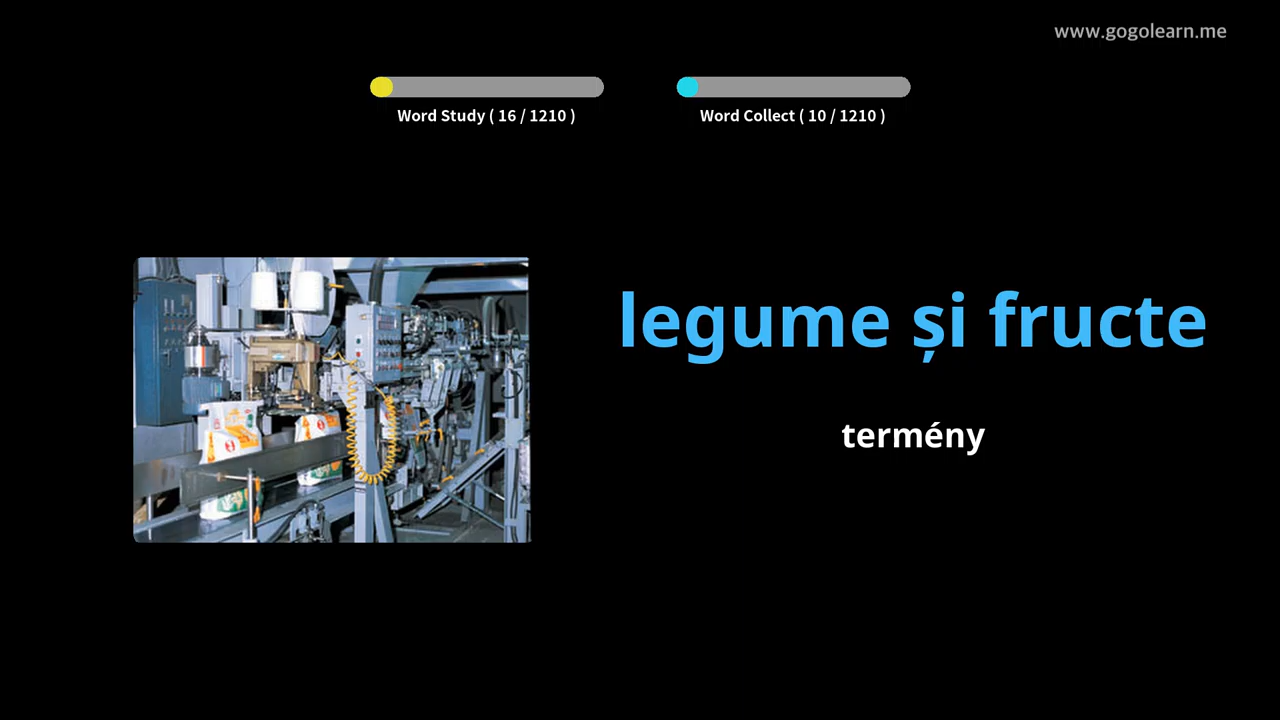 www.gogolearn.me
Word Study ( 16 / 1210 )
Word Collect ( 10 / 1210 )
legume și fructe
termény